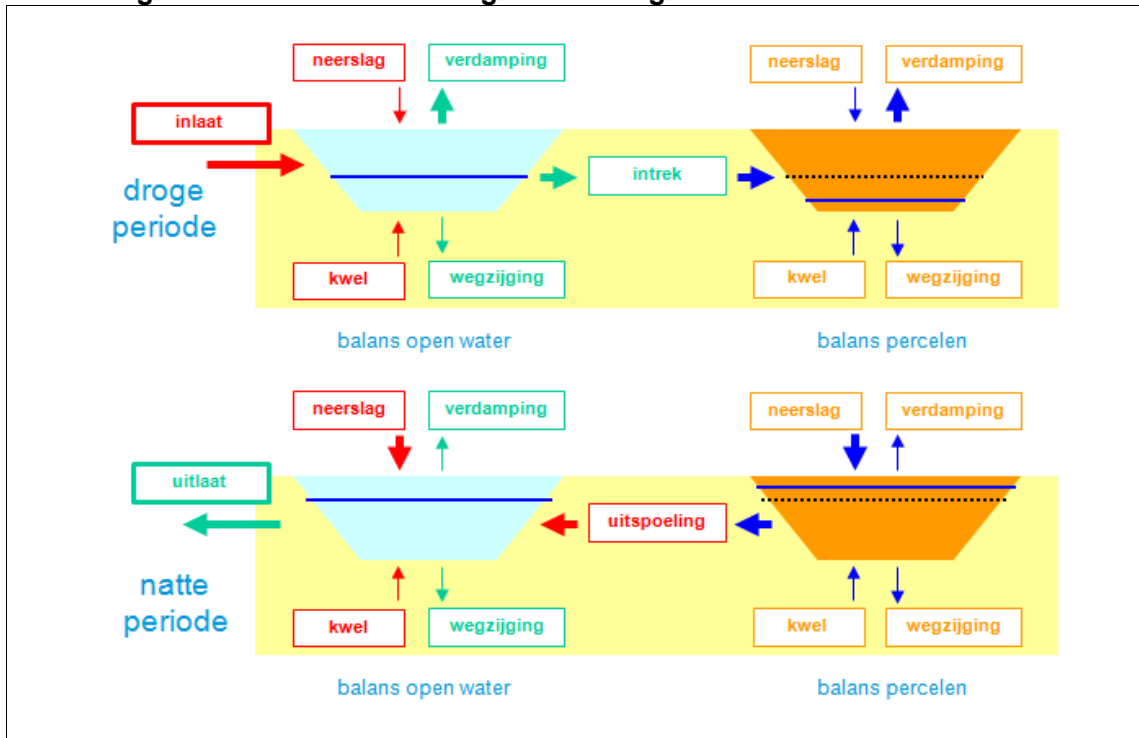 neerslag verdamping neerslag verdamping
inlaat
intrek
droge
periode
kwel wegzijging kwel wegzijging
balans open water balans percelen
neerslag verdamping neerslag verdamping
uitlaat
uitspoeling
natte
periode
kwel wegzijging kwel wegzijging
balans open water balans percelen